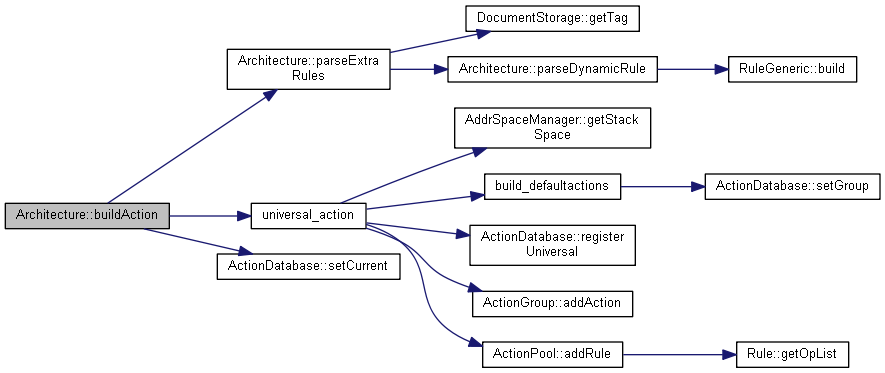 DocumentStorage::getTag
Architecture::parseExtra
Rules
Architecture::parseDynamicRule
RuleGeneric::build
AddrSpaceManager::getStack
Space
build_defaultactions
ActionDatabase::setGroup
Architecture::buildAction
universal_action
ActionDatabase::register
Universal
ActionDatabase::setCurrent
ActionGroup::addAction
ActionPool::addRule
Rule::getOpList